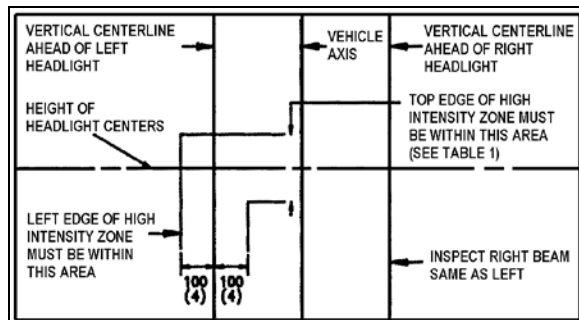 VERTICAL CENTERLINE
AHEAD OF LEFT
HEADLIGHT
VEHICLE
AXIS
VERTICAL CENTERLINE
AHEAD OF RIGHT
HEADLIGHT
HEIGHT OF
HEADLIGHT CENTERS
TOP EDGE OF HIGH
INTENSITY ZONE MUST
BE WITHIN THIS AREA
(SEE TABLE 1)
LEFT EDGE OF HIGH
INTENSITY ZONE
MUST BE WITHIN
THIS AREA
100
(4)
100
(4)
INSPECT RIGHT BEAM
SAME AS LEFT